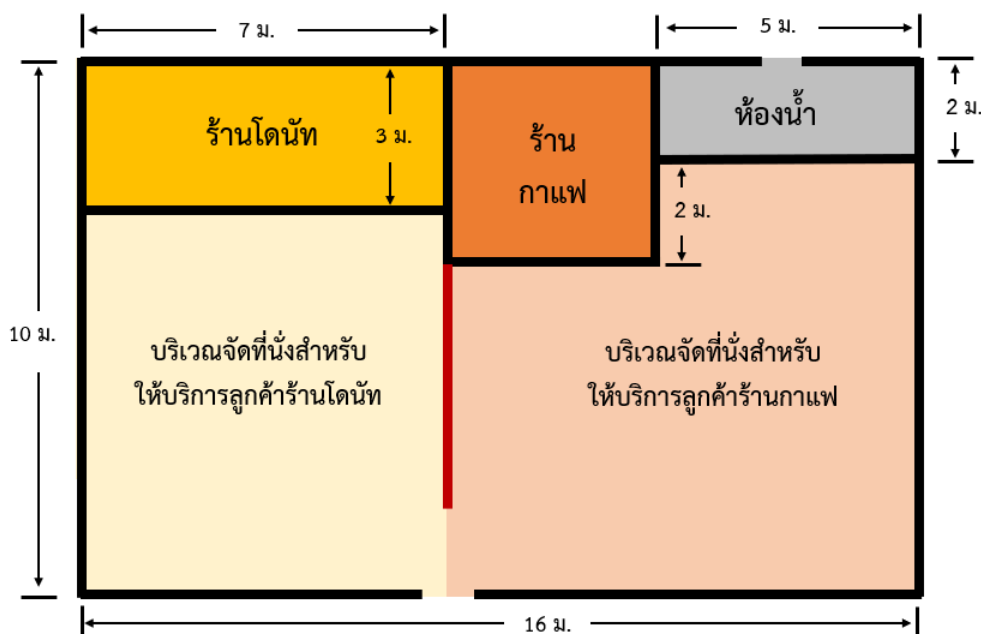 7 ม.
5 ม.
ร้านโดนัท
3 ม.
ร้าน
กาแฟ
ห้องน้ำ
2 ม.
2 ม.
10 ม.
บริเวณจัดที่นั่งสำหรับ
ให้บริการลูกค้าร้านโดนัท
บริเวณจัดที่นั่งสำหรับ
ให้บริการลูกค้าร้านกาแฟ
16 ม.